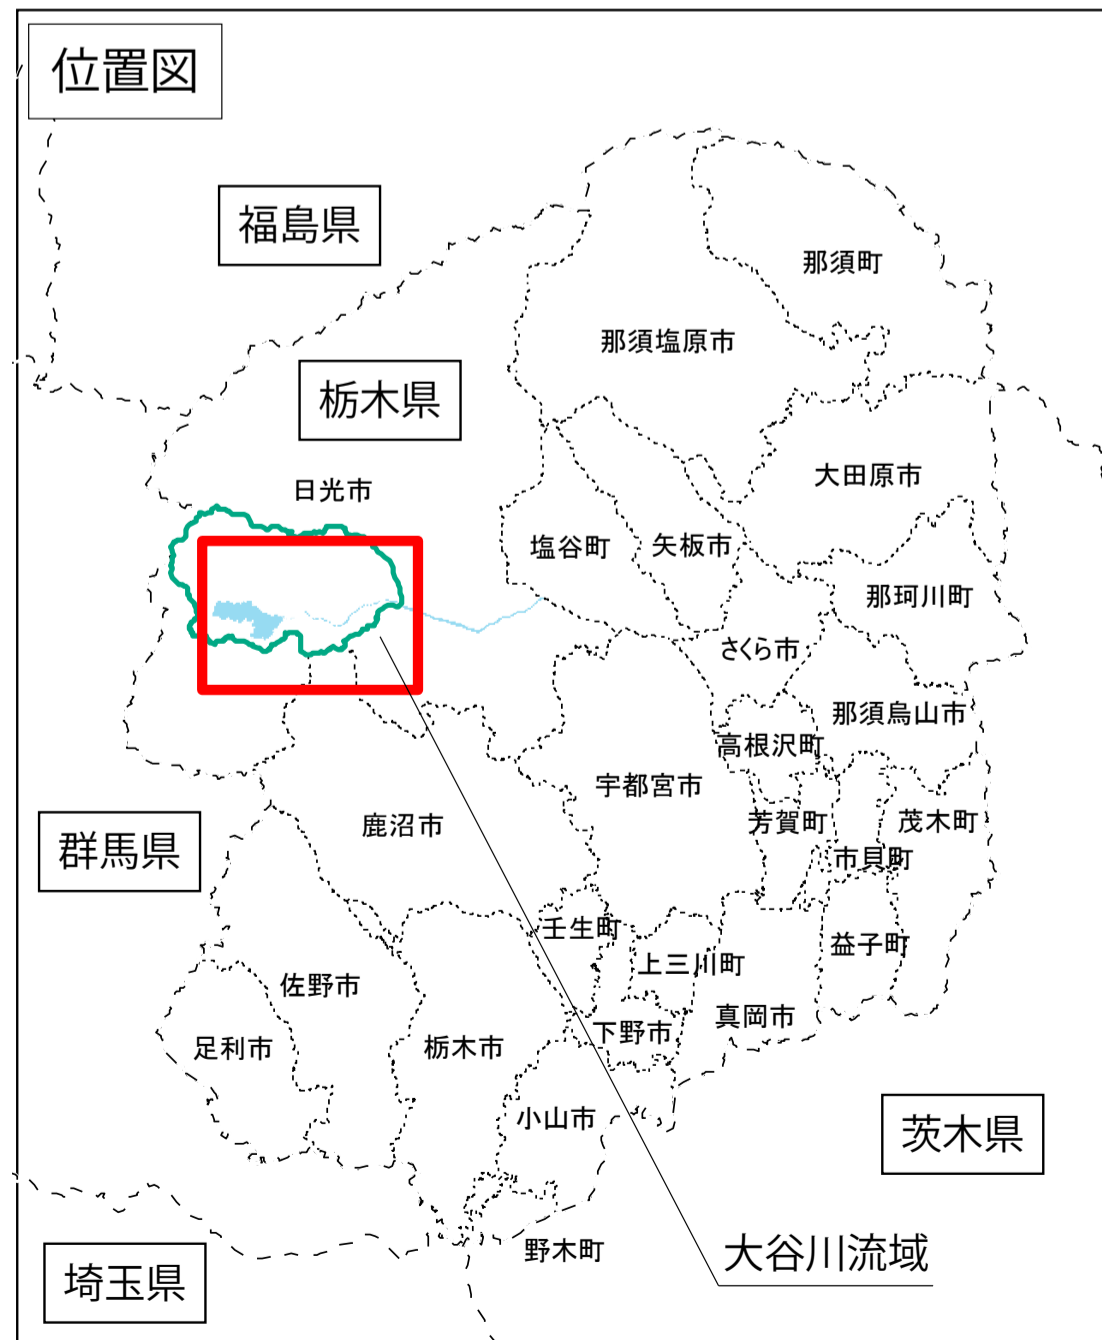 位置図
福島県
那須町
那須塩原市
栃木県
大田原市
日光市
塩谷町
矢板市
那珂川町
さくら市
那須烏山市
高根沢町
宇都宮市
芳賀町
茂木町
鹿沼市
群馬県
市貝町
壬生町
益子町
上三川町
佐野市
真岡市
下野市
足利市
栃木市
小山市
茨木県
野木町
大谷川流域
埼玉県